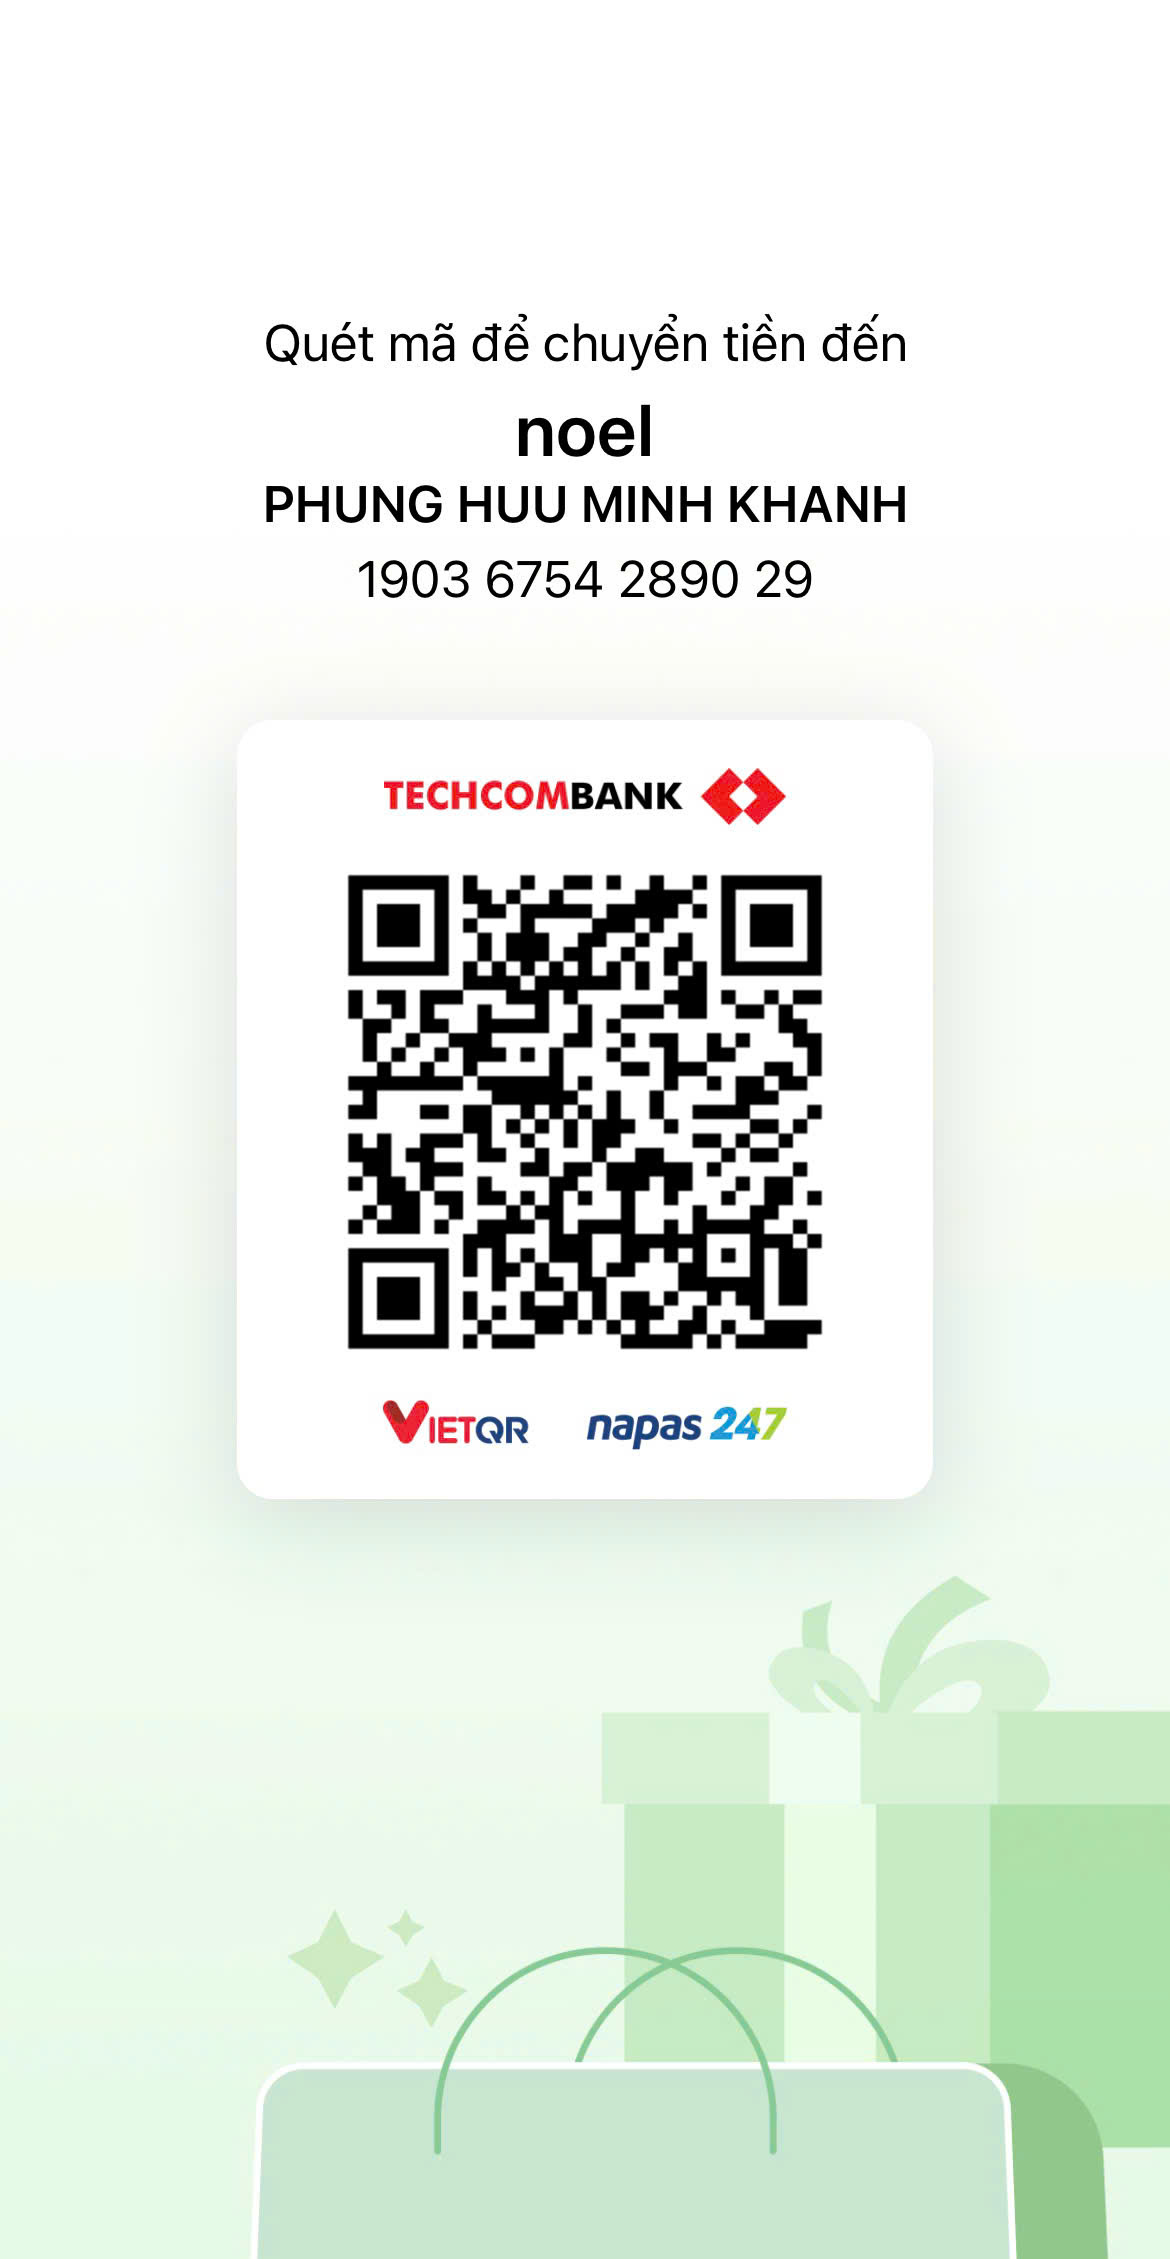 Quét mã để chuyển tiền đến
noel
PHUNG HUU MINH KHANH
1903 6754 2890 29
TECHCOMBANK
VIETQR napas 247